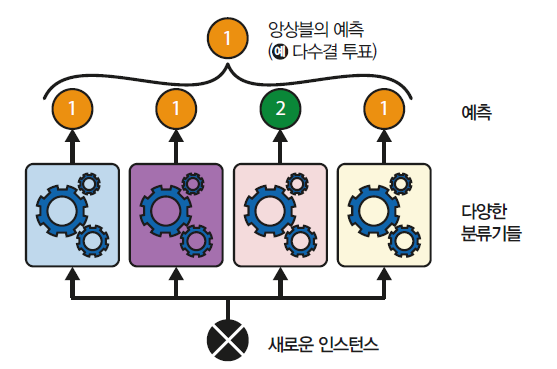 1
앙상블의 예측
(예 다수결 투표)
1 1 2 1
예측
다양한
분류기들
새로운 인스턴스